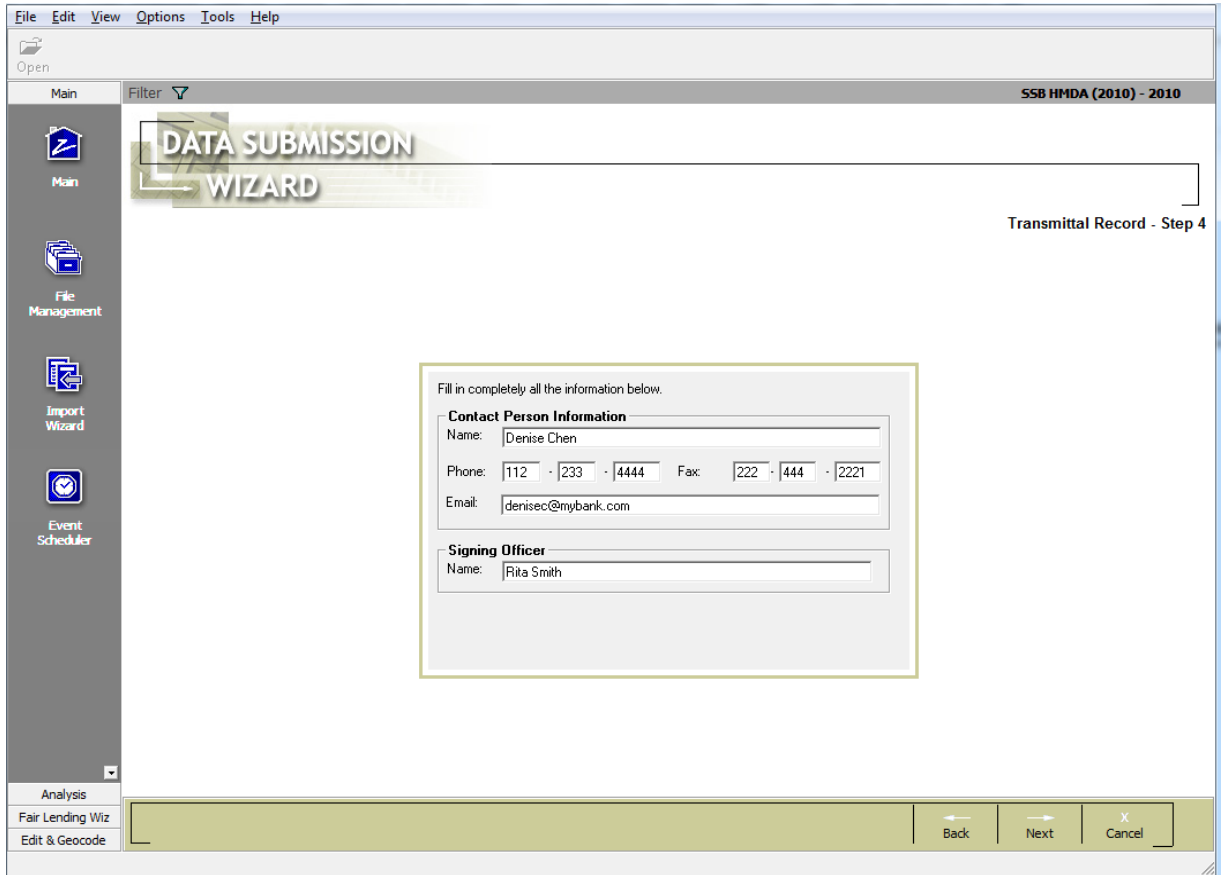 File Edit View Options Tools Help
Open
Main
Filter
SSB HMDA (2010) - 2010
DATA SUBMISSION
WIZARD
Transmittal Record - Step 4
Main
File
Management
Import
Wizard
Event
Scheduler
Fill in completely all the information below.
Contact Person Information
Name: Denise Chen
Phone: 112 - 233 - 4444 Fax: 222 - 444 - 2221
Email: denisec@mybank.com
Signing Officer
Name: Rita Smith
Analysis
Fair Lending Wiz
Edit & Geocode
Back
Next
X
Cancel